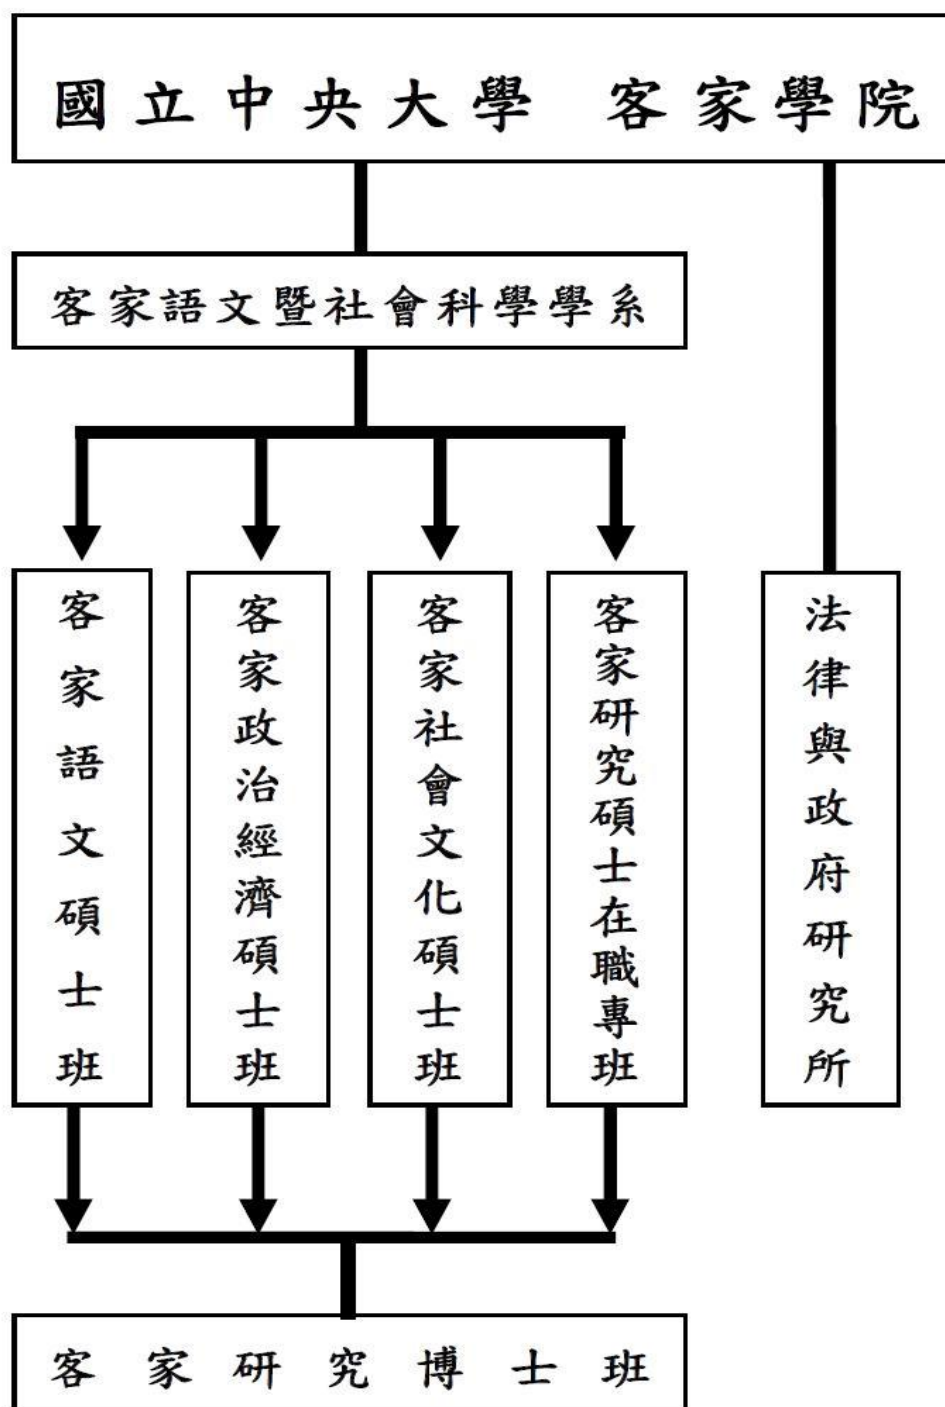 國立中央大學 客家學院
客家語文暨社會科學學系
客家語文碩士班
客家政治經濟碩士班
客家社會文化碩士班
客家研究碩士在職專班
法律與政府研究所
客家研究博士班